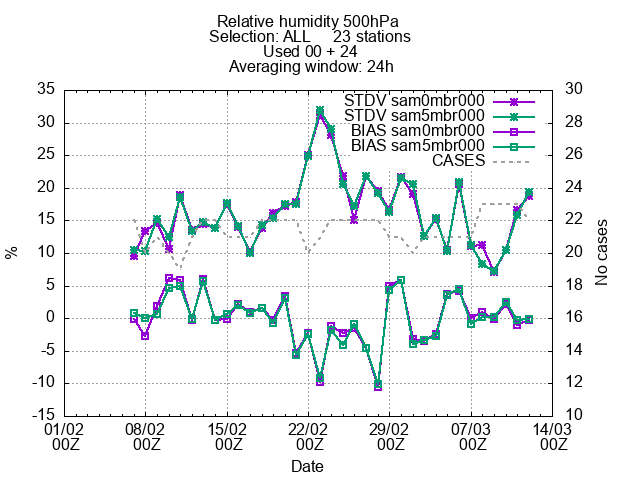 Relative humidity 500hPa
Selection: ALL 23 stations
Used 00 + 24
Averaging window: 24h
STDV sam0mbr000
STDV sam5mbr000
BIAS sam0mbr000
BIAS sam5mbr000
CASES
35
30
25
20
15
10
5
0
-5
-10
-15
%
30
28
26
24
22
20
18
16
14
12
10
No cases
01/02 08/02 15/02 22/02 29/02 07/03 14/03
00Z 00Z 00Z 00Z 00Z 00Z 00Z
Date